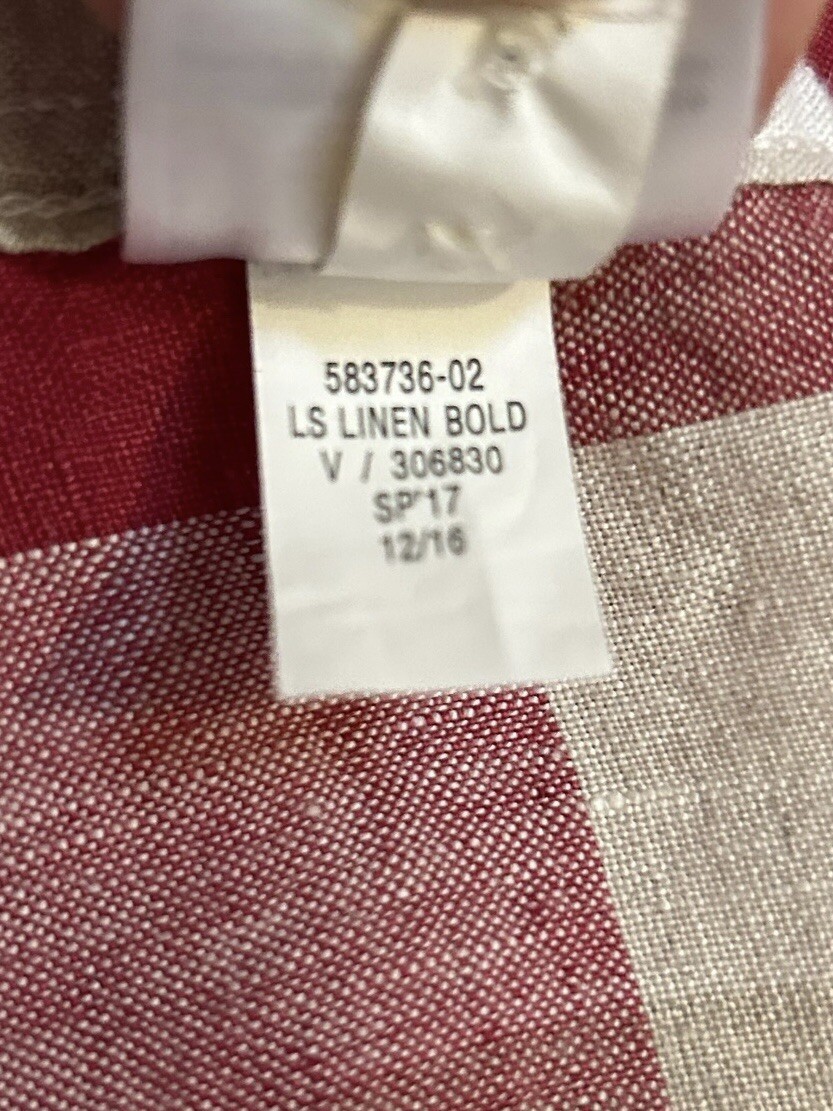 583736-02
LS LINEN BOLD
V / 306830
SP'17
12/16